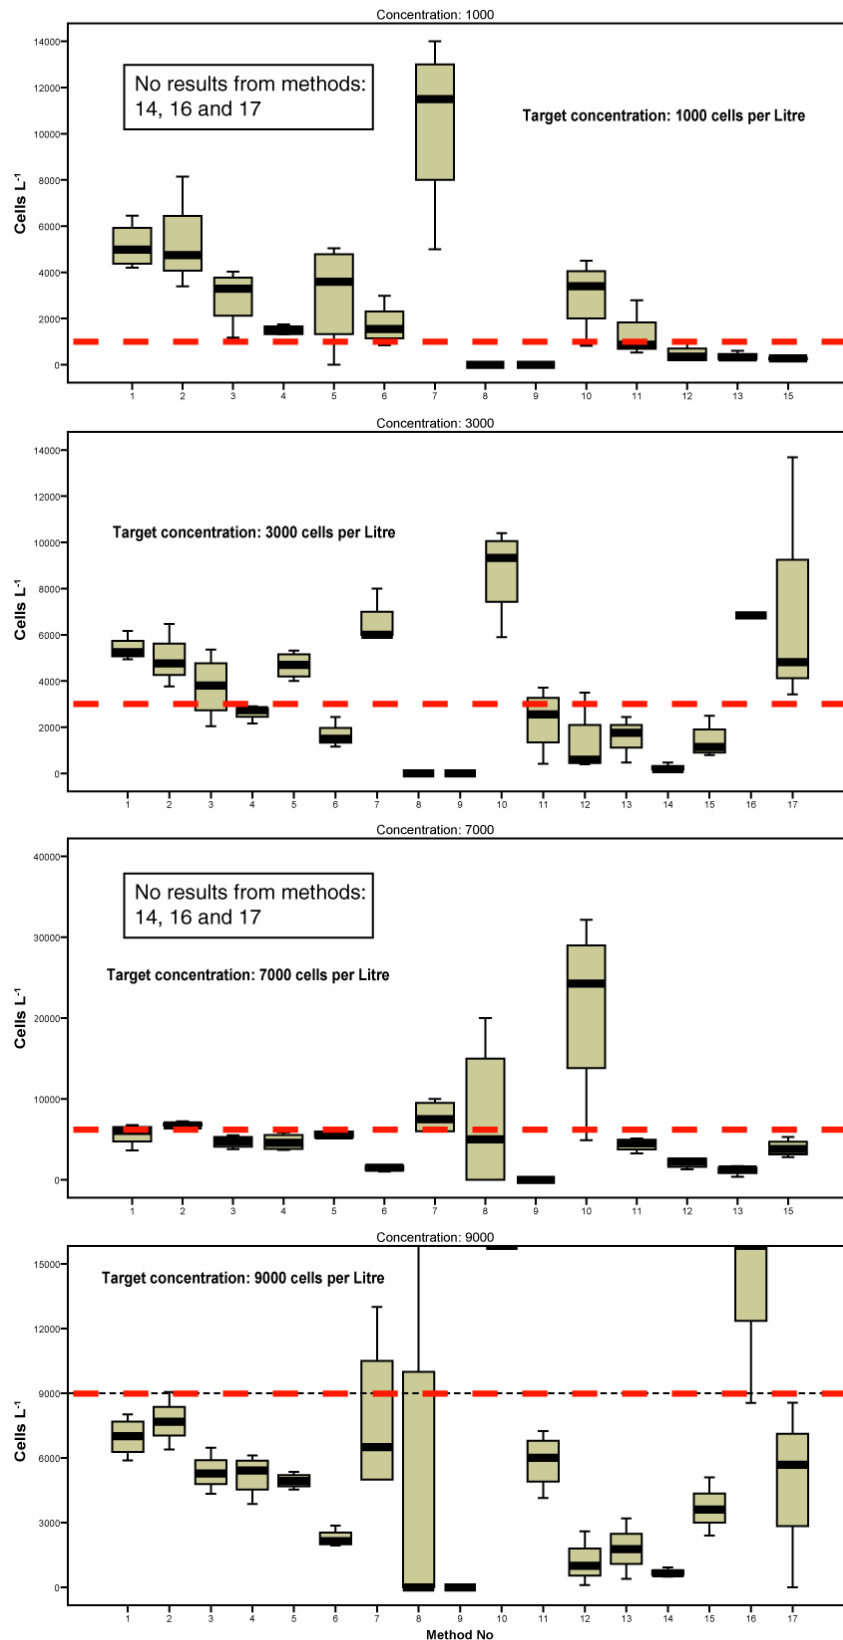 Concentration: 1000
14000
12000
10000
8000
6000
4000
2000
0
Cells L-1
No results from methods:
14, 16 and 17
Target concentration: 1000 cells per Litre
1 2 3 4 5 6 7 8 9 10 11 12 13 15
Concentration: 3000
14000
12000
10000
8000
6000
4000
2000
0
Cells L-1
Target concentration: 3000 cells per Litre
1 2 3 4 5 6 7 8 9 10 11 12 13 14 15 16 17
Concentration: 7000
40000
30000
20000
10000
0
Cells L-1
No results from methods:
14, 16 and 17
Target concentration: 7000 cells per Litre
1 2 3 4 5 6 7 8 9 10 11 12 13 15
Concentration: 9000
15000
12000
9000
6000
3000
0
Cells L-1
Target concentration: 9000 cells per Litre
1 2 3 4 5 6 7 8 9 10 11 12 13 14 15 16 17
Method No